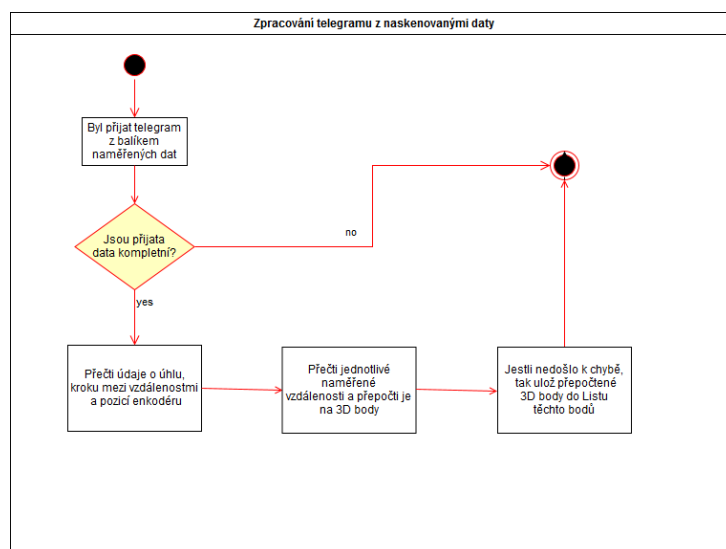 Zpracování telegramu z naskenovanými daty
Byl přijat telegram
z balíkem
naměřených dat
Jsou přijata
data kompletní?
no
yes
Přečti údaje o úhlu,
kroku mezi vzdálenostmi
a pozicí enkodéru
Přečti jednotlivé
naměřené
vzdálenosti a přepočti je
na 3D body
Jestli nedošlo k chybě,
tak ulož přepočtené
3D body do Listu
těchto bodů